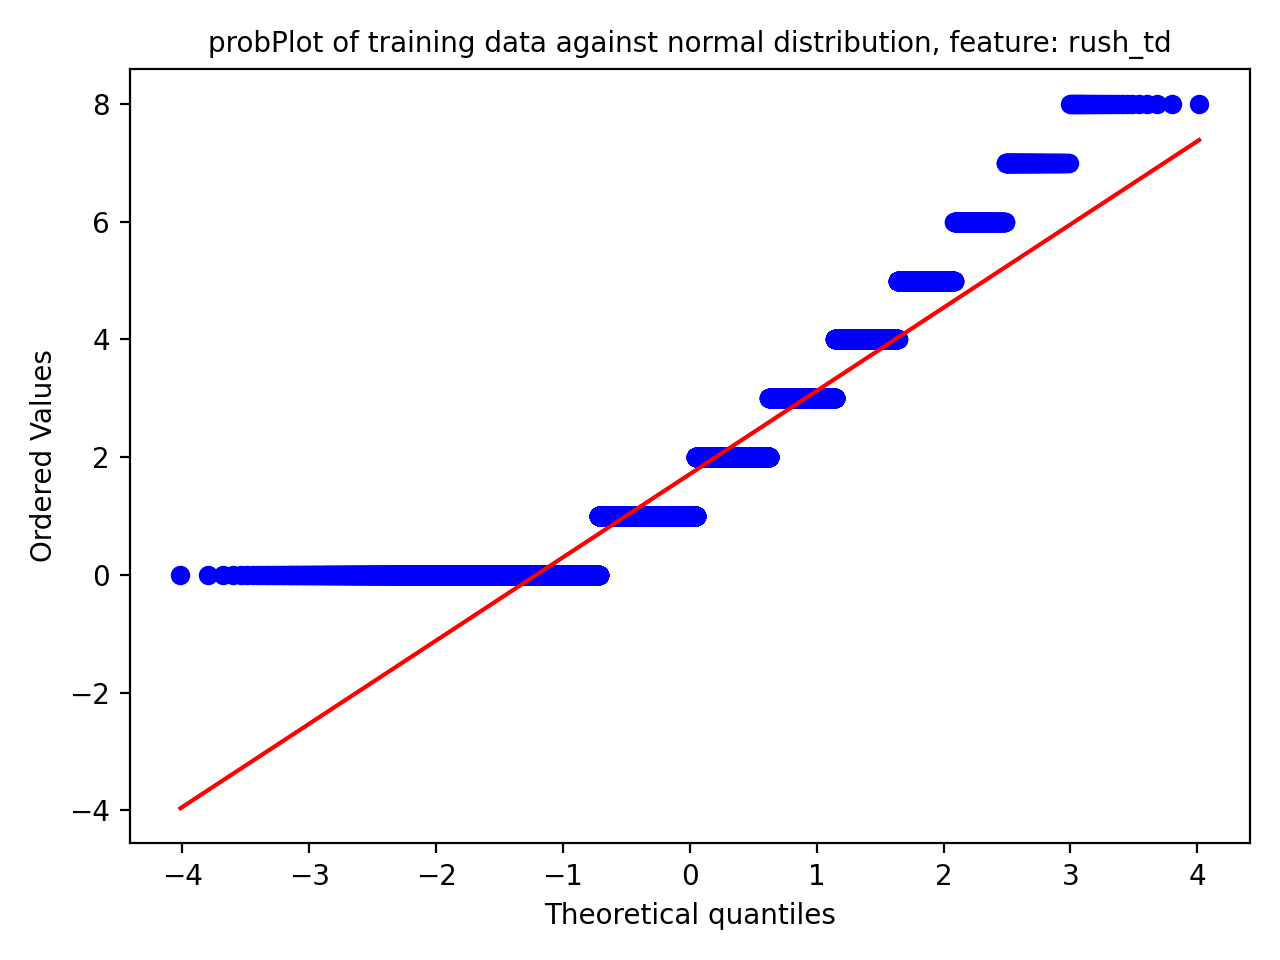 probPlot of training data against normal distribution, feature: rush_td
Ordered Values
8
6
4
2
0
−2
−4
−4 −3 −2 −1 0 1 2 3 4
Theoretical quantiles